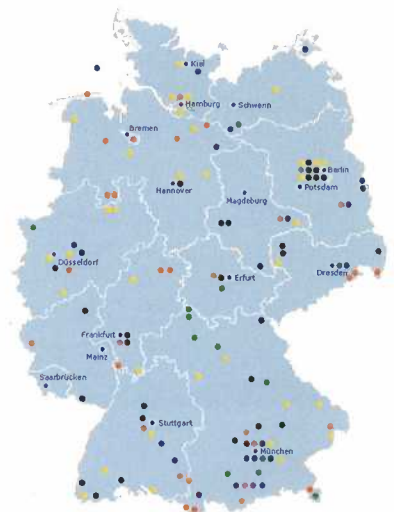 Kiel
Hamburg
Schwerin
Bremen
Berlin
Potsdam
Hannover
Magdeburg
Düsseldorf
Erfurt
Dresden
Frankfurt
Mainz
Saarbrücken
Stuttgart
München